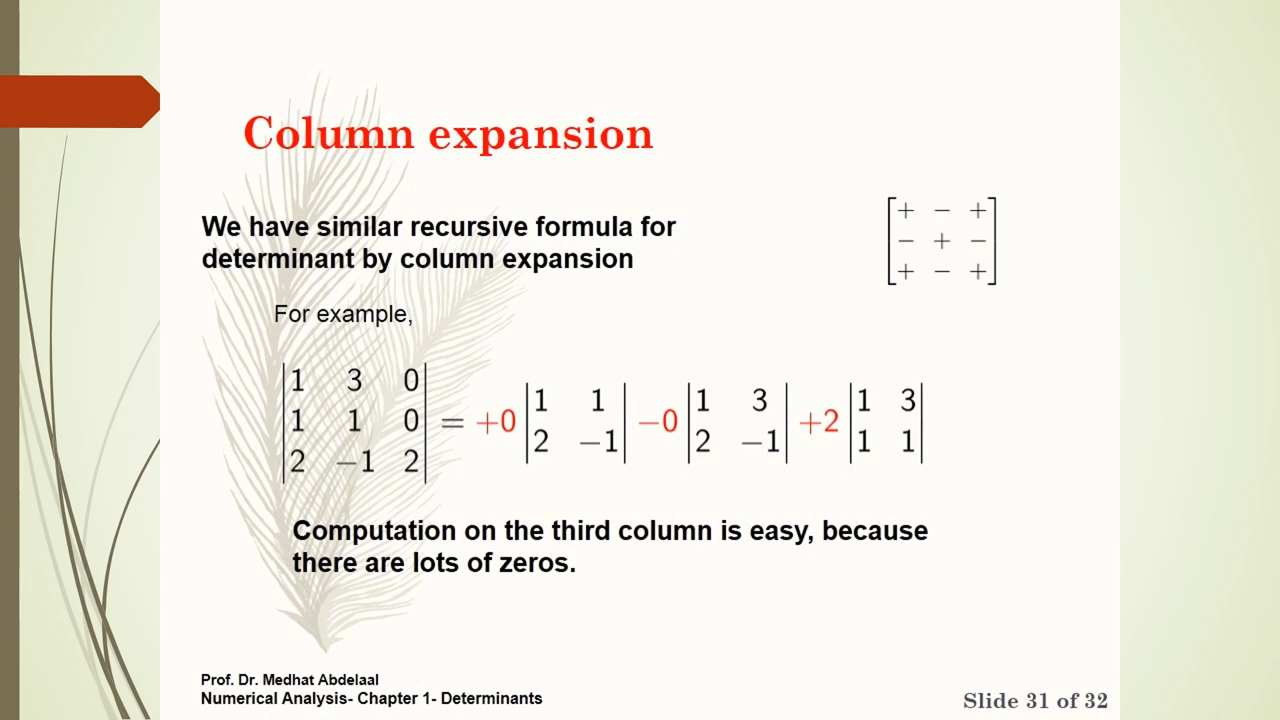 Column expansion
We have similar recursive formula for
determinant by column expansion
[+ − +]
[− + −]
[+ − +]
For example,
|1 3 0|
|1 1 0| = +0 |1 1; 2 −1| −0 |1 3; 2 −1| +2 |1 3; 1 1|
|2 −1 2|
Computation on the third column is easy, because
there are lots of zeros.
Prof. Dr. Medhat Abdelaal
Numerical Analysis- Chapter 1- Determinants
Slide 31 of 32